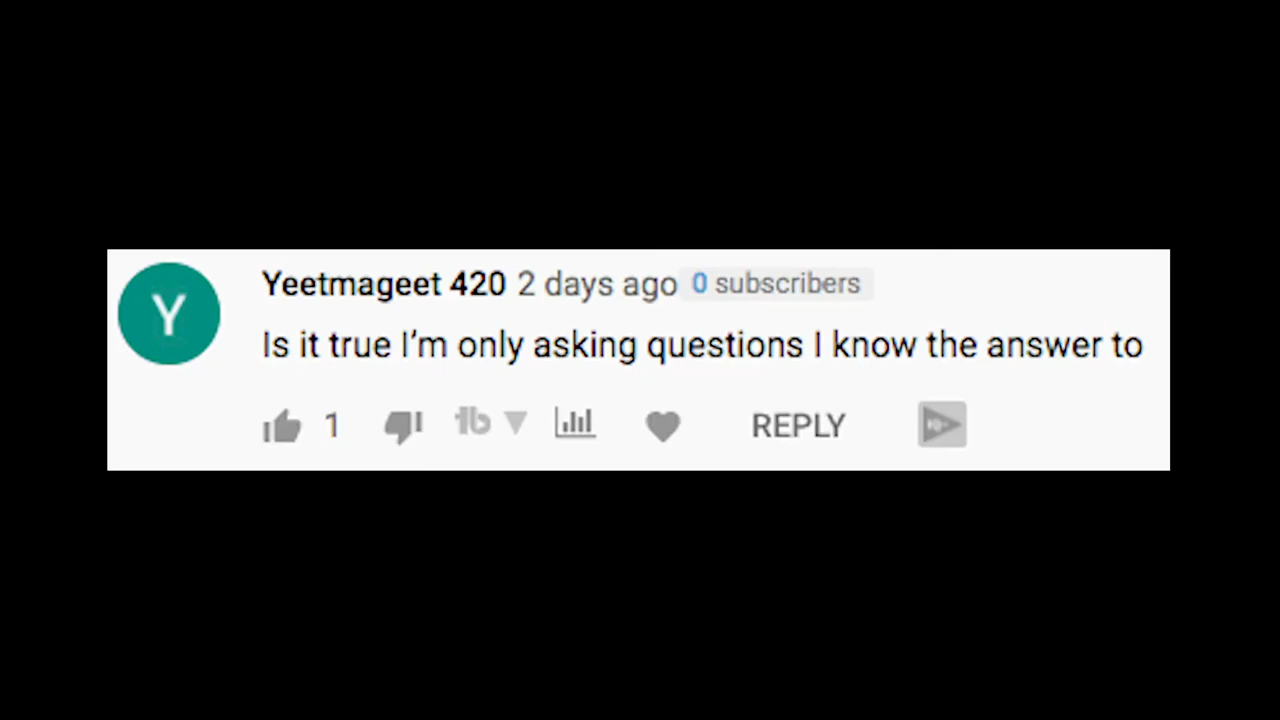 Y
Yeetmageet 420 2 days ago 0 subscribers
Is it true I'm only asking questions I know the answer to
1 tb REPLY